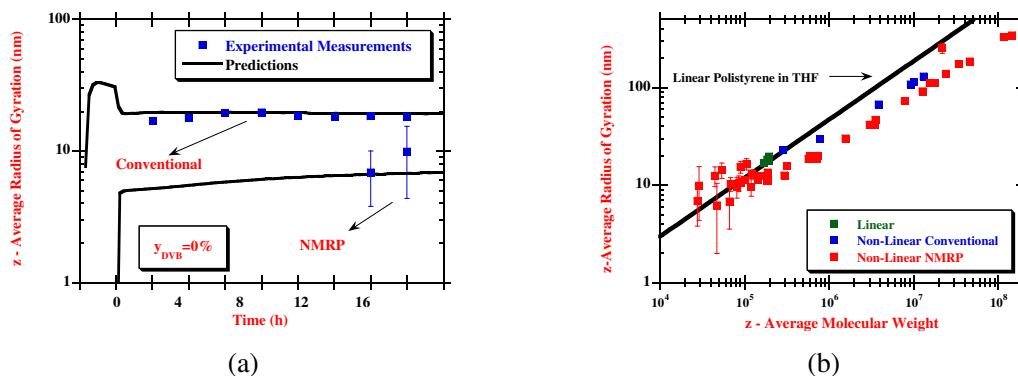 100
10
1
z - Average Radius of Gyration (nm)
Experimental Measurements
Predictions
Conventional
NMRP
y_DVB=0%
0 4 8 12 16
Time (h)
(a)
100
10
1
z-Average Radius of Gyration (nm)
Linear Polistyrene in THF
Linear
Non-Linear Conventional
Non-Linear NMRP
10^4 10^5 10^6 10^7 10^8
z - Average Molecular Weight
(b)